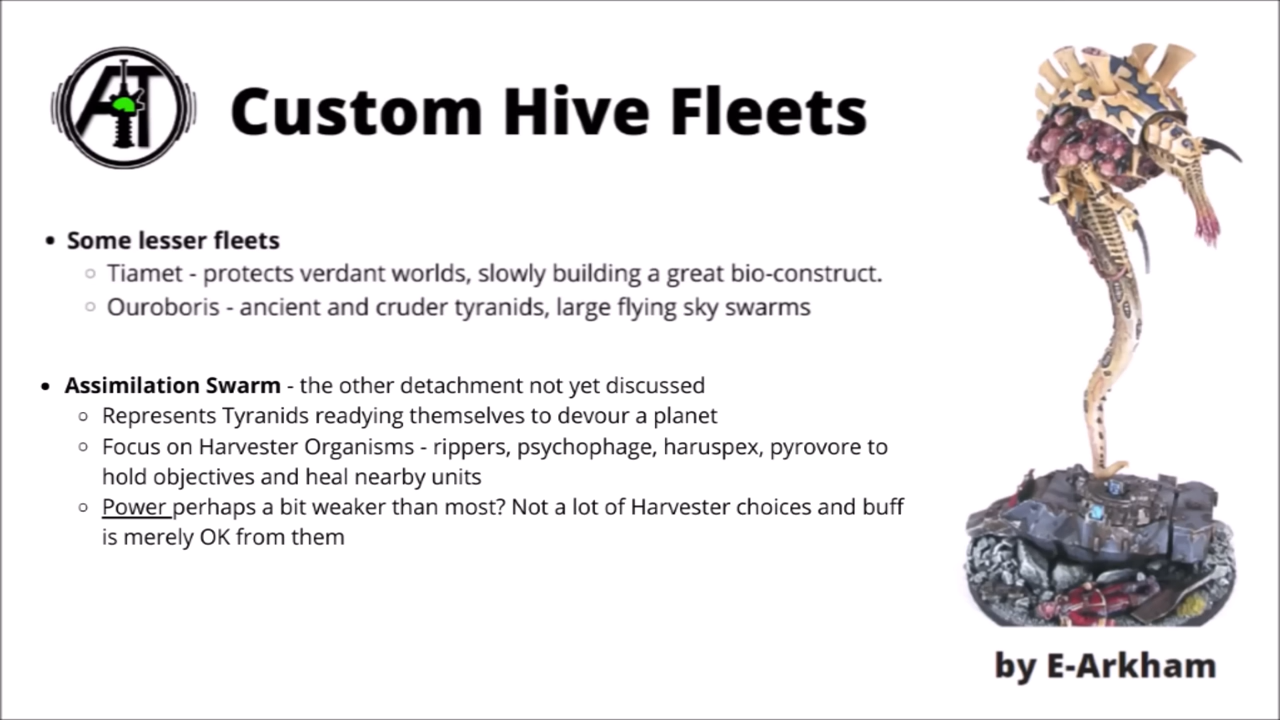 AT
Custom Hive Fleets
• Some lesser fleets
○ Tiamet - protects verdant worlds, slowly building a great bio-construct.
○ Ouroboris - ancient and cruder tyranids, large flying sky swarms
• Assimilation Swarm - the other detachment not yet discussed
○ Represents Tyranids readying themselves to devour a planet
○ Focus on Harvester Organisms - rippers, psychophage, haruspex, pyrovore to
hold objectives and heal nearby units
○ Power perhaps a bit weaker than most? Not a lot of Harvester choices and buff
is merely OK from them
by E-Arkham